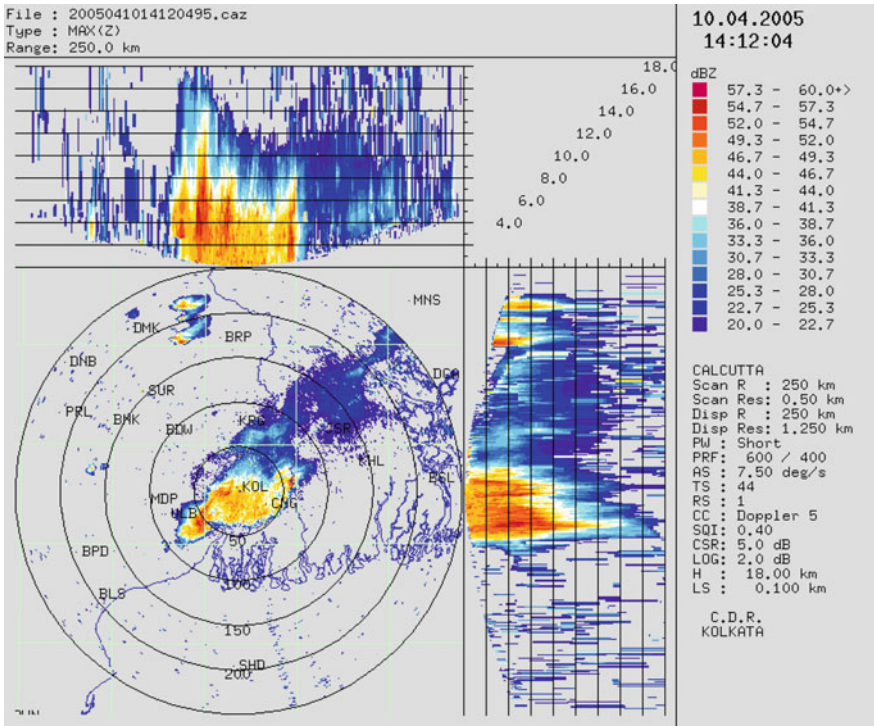 File : 2005041014120495.caz
Type : MAX(Z)
Range: 250.0 km
10.04.2005
14:12:04
18.0
16.0
14.0
12.0
10.0
8.0
6.0
4.0
dBZ
57.3 - 60.0+>
54.7 - 57.3
52.0 - 54.7
49.3 - 52.0
46.7 - 49.3
44.0 - 46.7
41.3 - 44.0
38.7 - 41.3
36.0 - 38.7
33.3 - 36.0
30.7 - 33.3
28.0 - 30.7
25.3 - 28.0
22.7 - 25.3
20.0 - 22.7
MNS
DMK
BRP
DNB
DGA
SUR
PRL
BNK
KRG
BDW
JSR
KHL
BSL
KOL
MDP
CNG
ULB
50
BPD
100
BLS
150
SHD
200
CALCUTTA
Scan R : 250 km
Scan Res: 0.50 km
Disp R : 250 km
Disp Res: 1.250 km
PW : Short
PRF: 600 / 400
AS : 7.50 deg/s
TS : 44
RS : 1
CC : Doppler 5
SQI: 0.40
CSR: 5.0 dB
LOG: 2.0 dB
H : 18.00 km
LS : 0.100 km
C.D.R.
KOLKATA